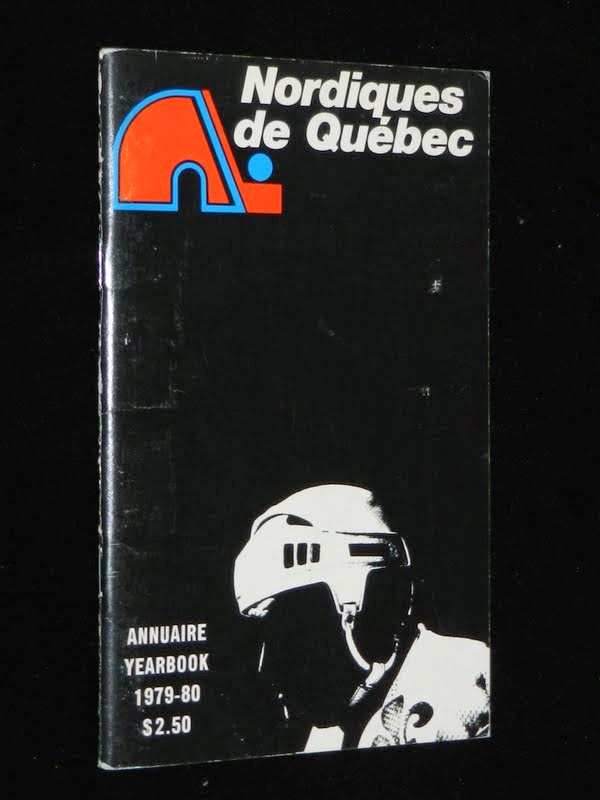 Nordiques
de Québec
ANNUAIRE
YEARBOOK
1979-80
$2.50